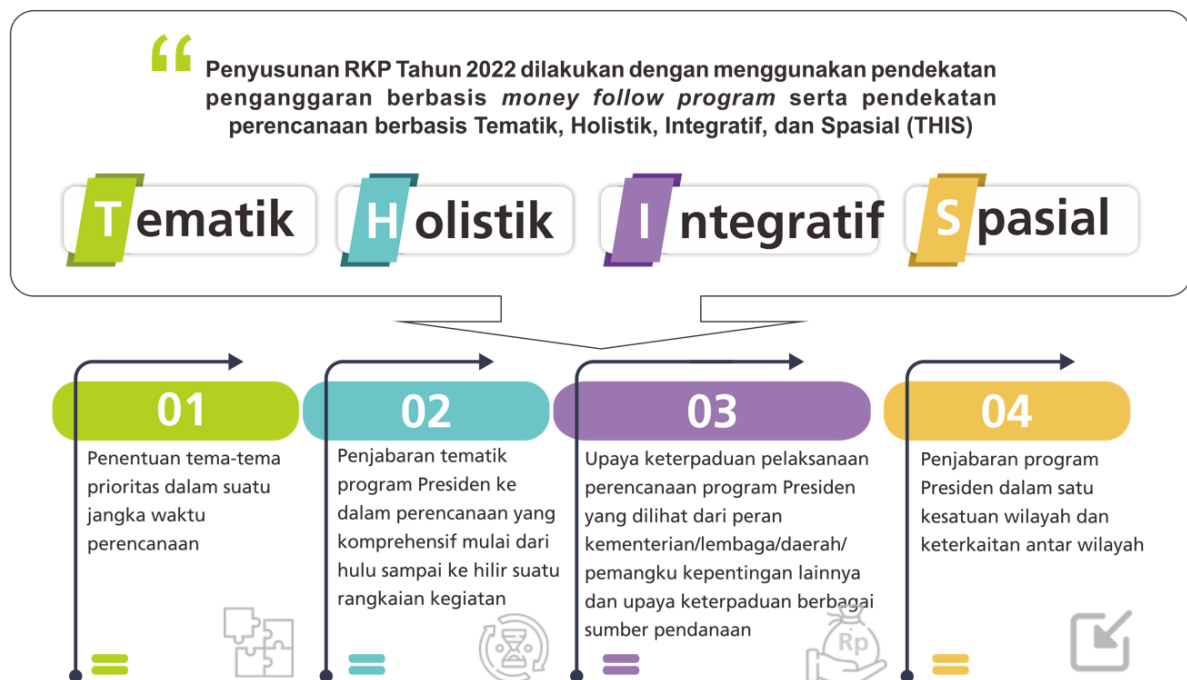 “
Penyusunan RKP Tahun 2022 dilakukan dengan menggunakan pendekatan
penganggaran berbasis money follow program serta pendekatan
perencanaan berbasis Tematik, Holistik, Integratif, dan Spasial (THIS)
Tematik
Holistik
Integratif
Spasial
01
Penentuan tema-tema
prioritas dalam suatu
jangka waktu
perencanaan
02
Penjabaran tematik
program Presiden ke
dalam perencanaan yang
komprehensif mulai dari
hulu sampai ke hilir suatu
rangkaian kegiatan
03
Upaya keterpaduan pelaksanaan
perencanaan program Presiden
yang dilihat dari peran
kementerian/lembaga/daerah/
pemangku kepentingan lainnya
dan upaya keterpaduan berbagai
sumber pendanaan
Rp
04
Penjabaran program
Presiden dalam satu
kesatuan wilayah dan
keterkaitan antar wilayah